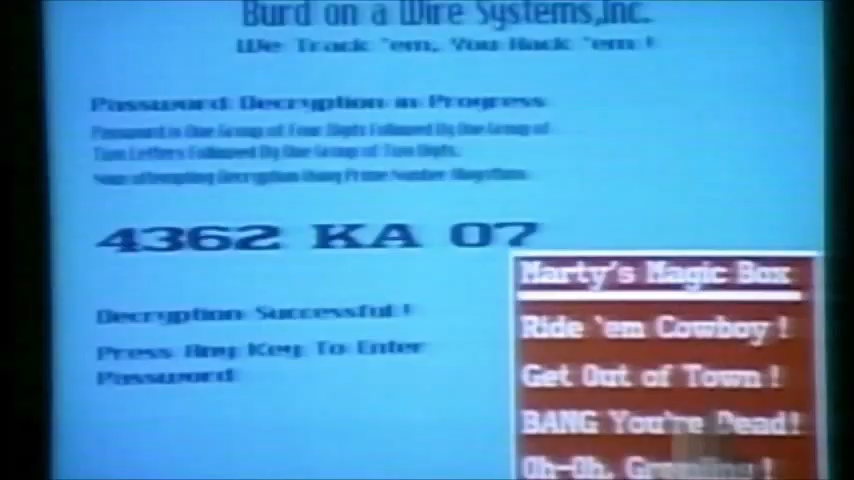 Burd on a Wire Systems,Inc.
We Track 'em, You Hack 'em !
Password Decryption in Progress
Password is One Group of Four Digits Followed By One Group of
Two Letters Followed By One Group of Two Digits.
Now attempting Decryption Using Prime Number Algorithm
4362 KA 07
Decryption Successful !
Press Any Key To Enter
Password
Marty's Magic Box
Ride 'em Cowboy !
Get Out of Town !
BANG You're Dead!
Uh-Oh, Gremlins !